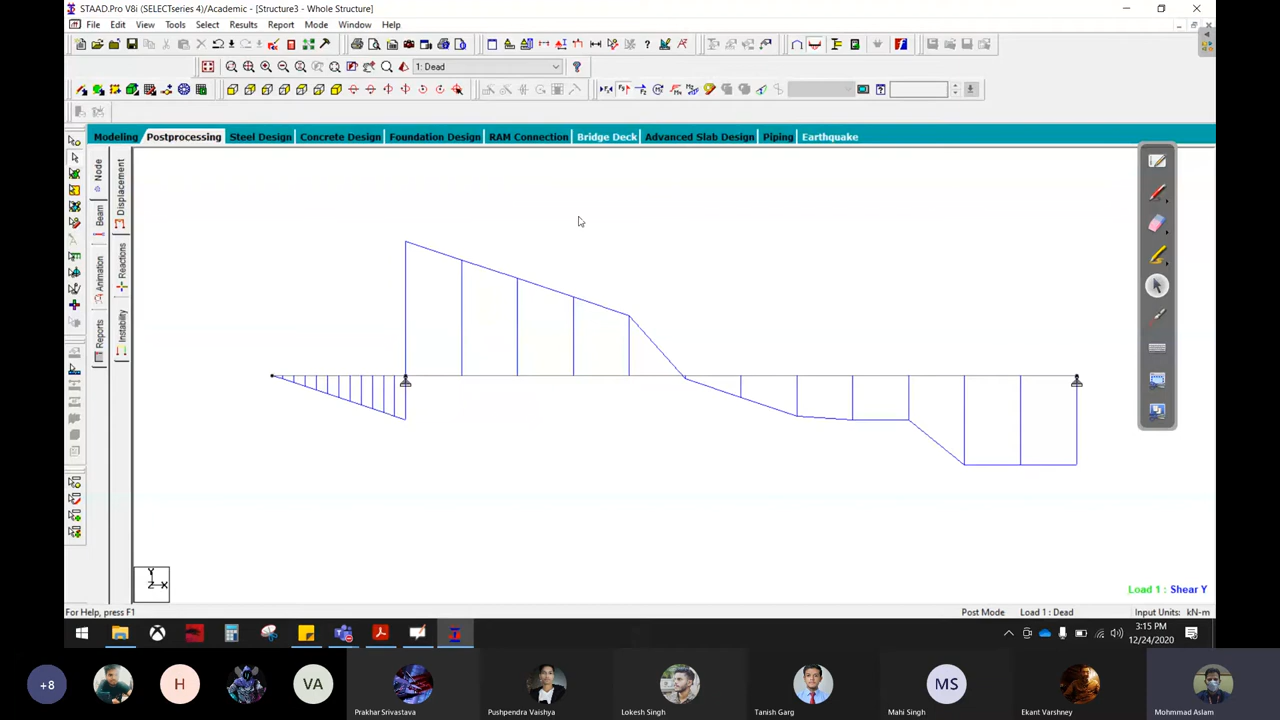 STAAD.Pro V8i (SELECTseries 4)/Academic - [Structure3 - Whole Structure]
File Edit View Tools Select Results Report Mode Window Help
1: Dead
Modeling Postprocessing Steel Design Concrete Design Foundation Design RAM Connection Bridge Deck Advanced Slab Design Piping Earthquake
Node
Displacement
Beam
Reactions
Animation
Instability
Reports
Y
Z X
Load 1 : Shear Y
For Help, press F1
Post Mode
Load 1 : Dead
Input Units: kN-m
3:15 PM
12/24/2020
+8
H
VA
MS
Prakhar Srivastava
Pushpendra Vaishya
Lokesh Singh
Tanish Garg
Mahi Singh
Ekant Varshney
Mohmmad Aslam